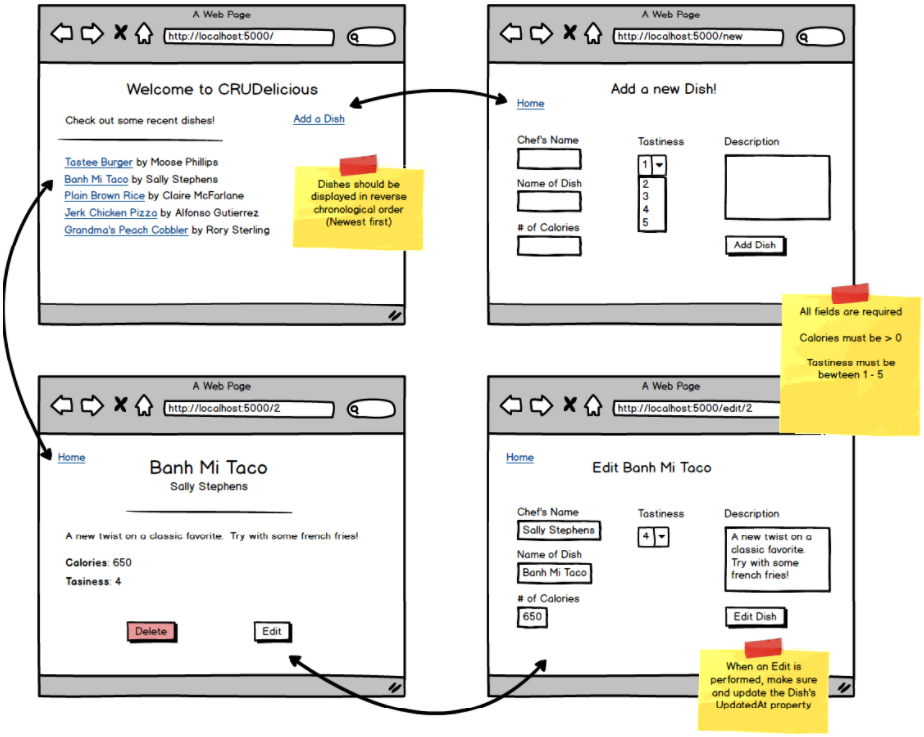 A Web Page
http://localhost:5000/
Welcome to CRUDelicious
Check out some recent dishes!
Add a Dish
Tastee Burger by Moose Phillips
Banh Mi Taco by Sally Stephens
Plain Brown Rice by Claire McFarlane
Jerk Chicken Pizza by Alfonso Gutierrez
Grandma's Peach Cobbler by Rory Sterling
Dishes should be
displayed in reverse
chronological order
(Newest first)
A Web Page
http://localhost:5000/new
Add a new Dish!
Home
Chef's Name
Tastiness
Description
1
2
3
4
5
Name of Dish
# of Calories
Add Dish
All fields are required
Calories must be > 0
Tastiness must be
bewteen 1 - 5
A Web Page
http://localhost:5000/2
Home
Banh Mi Taco
Sally Stephens
A new twist on a classic favorite. Try with some french fries!
Calories: 650
Tasiness: 4
Delete
Edit
A Web Page
http://localhost:5000/edit/2
Home
Edit Banh Mi Taco
Chef's Name
Sally Stephens
Tastiness
4
Description
A new twist on a
classic favorite.
Try with some
french fries!
Name of Dish
Banh Mi Taco
# of Calories
650
Edit Dish
When an Edit is
performed, make sure
and update the Dish's
UpdatedAt property